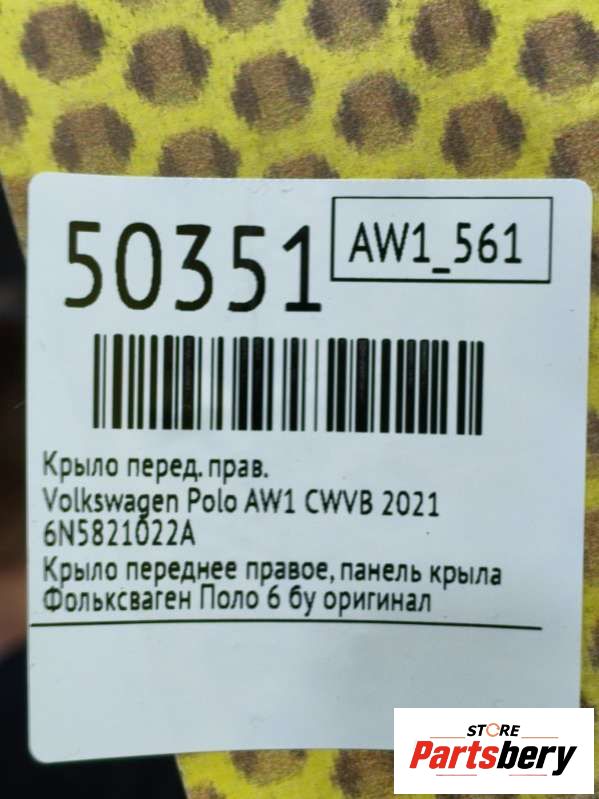 50351
AW1_561
Крыло перед. прав.
Volkswagen Polo AW1 CWVB 2021
6N5821022A
Крыло переднее правое, панель крыла
Фольксваген Поло 6 бу оригинал
STORE
Partsbery